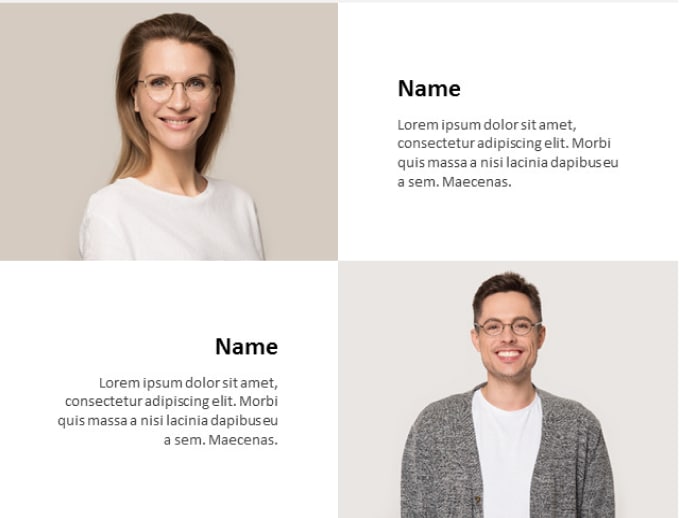 Name
Lorem ipsum dolor sit amet,
consectetur adipiscing elit. Morbi
quis massa a nisi lacinia dapibus eu
a sem. Maecenas.
Name
Lorem ipsum dolor sit amet,
consectetur adipiscing elit. Morbi
quis massa a nisi lacinia dapibus eu
a sem. Maecenas.